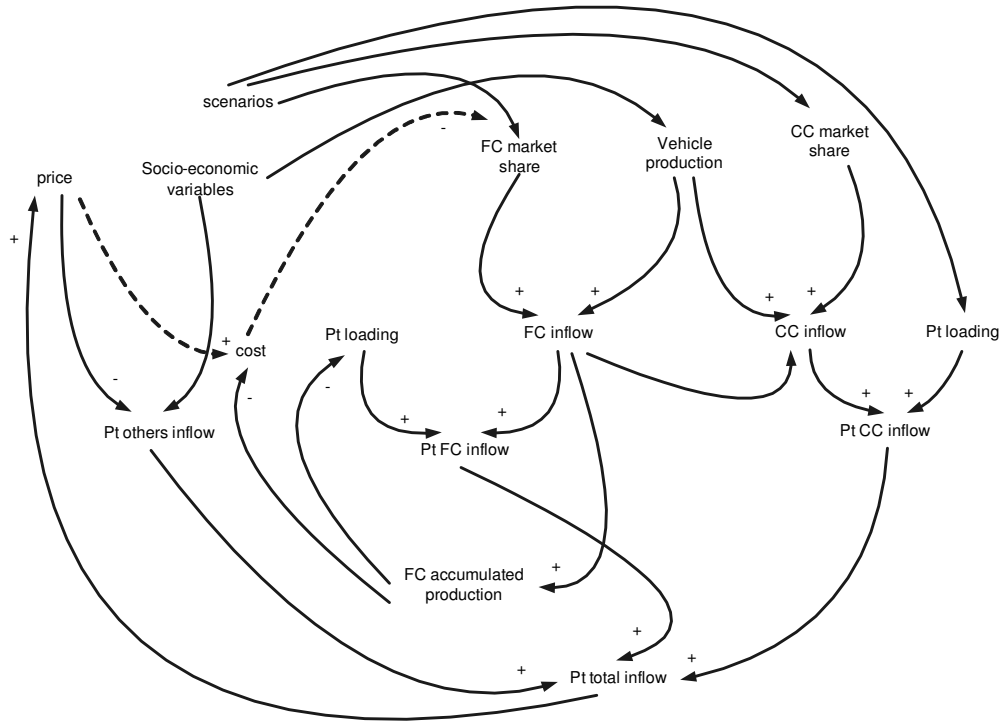 scenarios
-
FC market
share
Vehicle
production
CC market
share
Socio-economic
variables
price
+
+
+
+
+
+
cost
Pt loading
FC inflow
CC inflow
Pt loading
-
-
-
+
+
+
+
Pt others inflow
Pt FC inflow
Pt CC inflow
+
FC accumulated
production
+
+
+
Pt total inflow